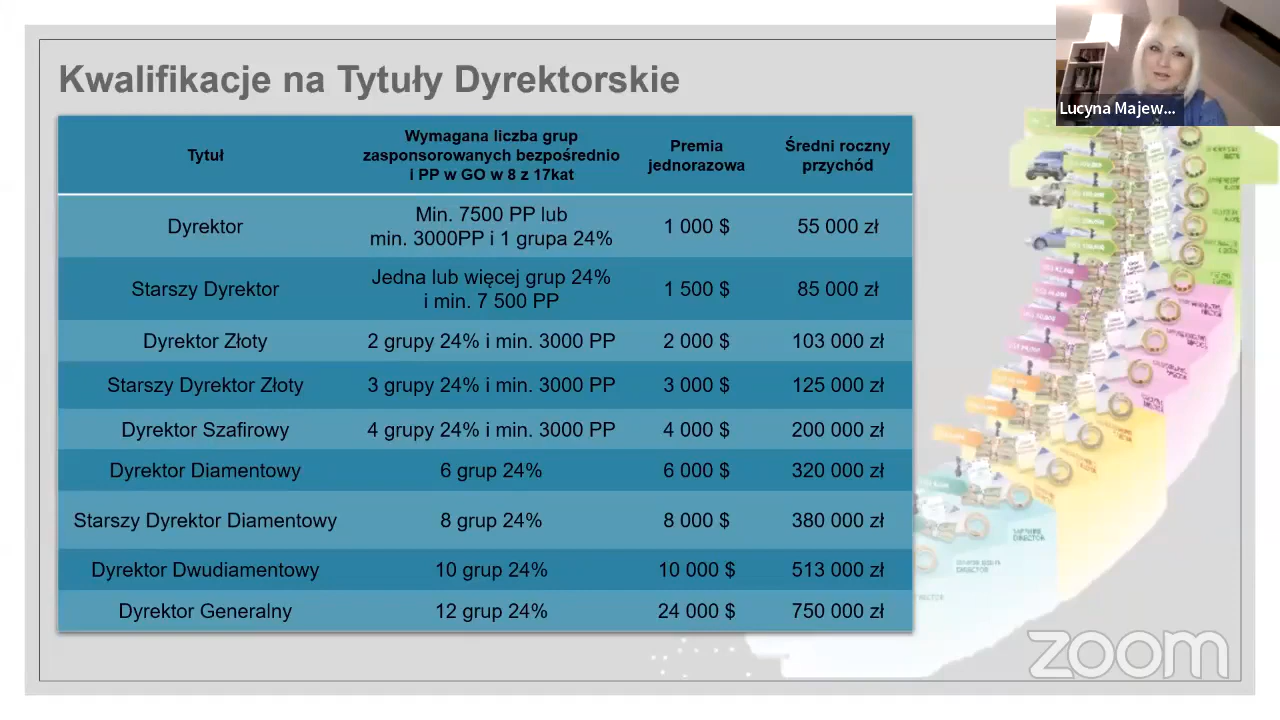 Kwalifikacje na Tytuły Dyrektorskie
Lucyna Majew...
Tytuł
Wymagana liczba grup
zasponsorowanych bezpośrednio
i PP w GO w 8 z 17kat
Premia
jednorazowa
Średni roczny
przychód
Dyrektor
Min. 7500 PP lub
min. 3000PP i 1 grupa 24%
1 000 $
55 000 zł
Starszy Dyrektor
Jedna lub więcej grup 24%
i min. 7 500 PP
1 500 $
85 000 zł
Dyrektor Złoty
2 grupy 24% i min. 3000 PP
2 000 $
103 000 zł
Starszy Dyrektor Złoty
3 grupy 24% i min. 3000 PP
3 000 $
125 000 zł
Dyrektor Szafirowy
4 grupy 24% i min. 3000 PP
4 000 $
200 000 zł
Dyrektor Diamentowy
6 grup 24%
6 000 $
320 000 zł
Starszy Dyrektor Diamentowy
8 grup 24%
8 000 $
380 000 zł
Dyrektor Dwudiamentowy
10 grup 24%
10 000 $
513 000 zł
Dyrektor Generalny
12 grup 24%
24 000 $
750 000 zł
SAPPHIRE
DIRECTOR
DIRECTOR
zoom